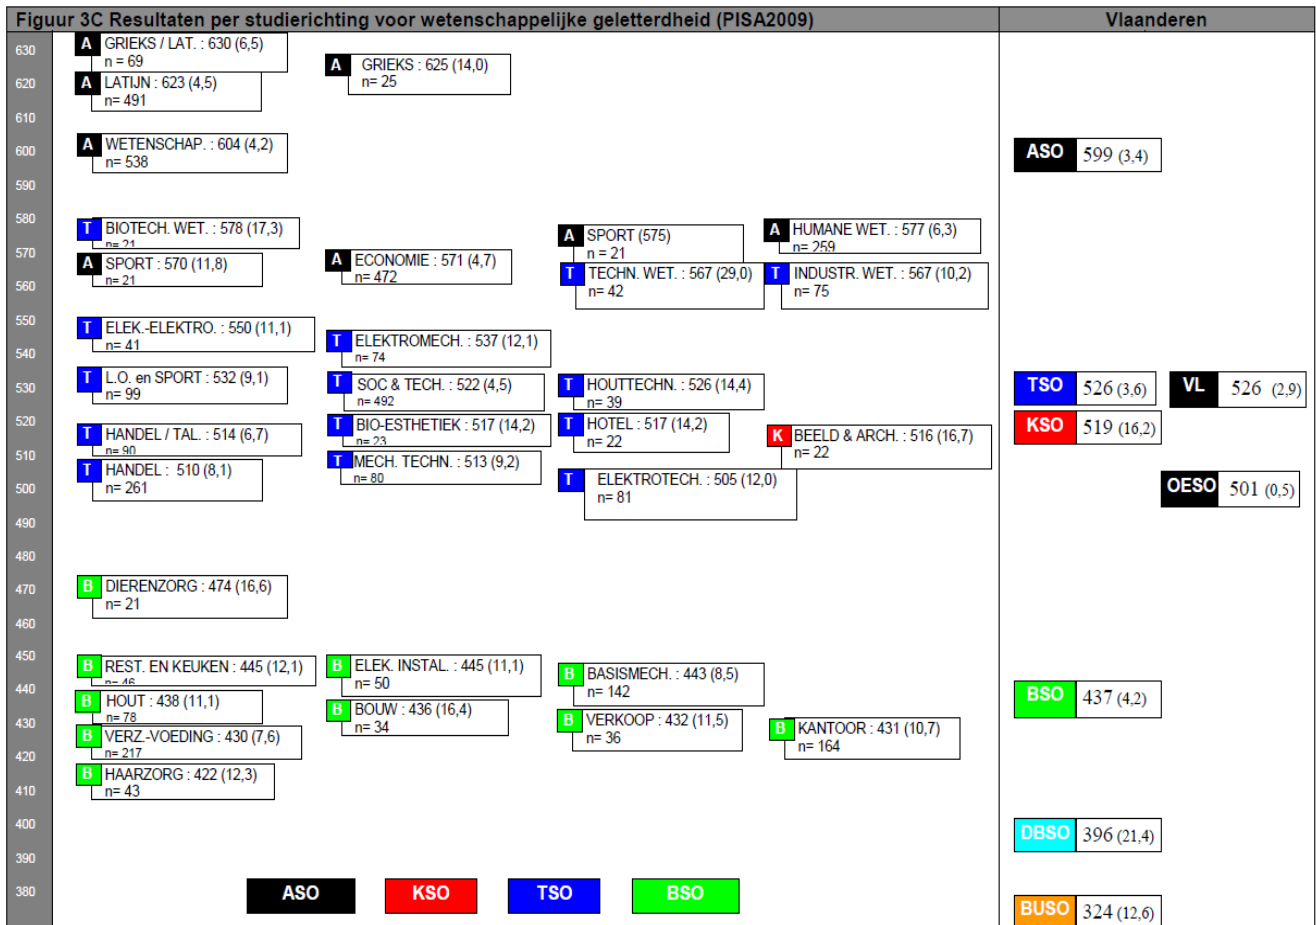 Figuur 3C Resultaten per studierichting voor wetenschappelijke geletterdheid (PISA2009)
Vlaanderen
630
620
610
600
590
580
570
560
550
540
530
520
510
500
490
480
470
460
450
440
430
420
410
400
390
380
A GRIEKS / LAT. : 630 (6,5)
n = 69
A GRIEKS : 625 (14,0)
n= 25
A LATIJN : 623 (4,5)
n= 491
A WETENSCHAP. : 604 (4,2)
n= 538
T BIOTECH. WET. : 578 (17,3)
n= 21
A SPORT (575)
n = 21
A HUMANE WET. : 577 (6,3)
n= 259
A SPORT : 570 (11,8)
n= 21
A ECONOMIE : 571 (4,7)
n= 472
T TECHN. WET. : 567 (29,0)
n= 42
T INDUSTR. WET. : 567 (10,2)
n= 75
T ELEK.-ELEKTRO. : 550 (11,1)
n= 41
T ELEKTROMECH. : 537 (12,1)
n= 74
T L.O. en SPORT : 532 (9,1)
n= 99
T SOC & TECH. : 522 (4,5)
n= 492
T HOUTTECHN. : 526 (14,4)
n= 39
T HANDEL / TAL. : 514 (6,7)
n= 90
T BIO-ESTHETIEK : 517 (14,2)
n= 23
T HOTEL : 517 (14,2)
n= 22
K BEELD & ARCH. : 516 (16,7)
n= 22
T HANDEL : 510 (8,1)
n= 261
T MECH. TECHN. : 513 (9,2)
n= 80
T ELEKTROTECH. : 505 (12,0)
n= 81
B DIERENZORG : 474 (16,6)
n= 21
B REST. EN KEUKEN : 445 (12,1)
n= 46
B ELEK. INSTAL. : 445 (11,1)
n= 50
B BASISMECH. : 443 (8,5)
n= 142
B HOUT : 438 (11,1)
n= 78
B BOUW : 436 (16,4)
n= 34
B VERKOOP : 432 (11,5)
n= 36
B KANTOOR : 431 (10,7)
n= 164
B VERZ.-VOEDING : 430 (7,6)
n= 217
B HAARZORG : 422 (12,3)
n= 43
ASO KSO TSO BSO
ASO 599 (3,4)
TSO 526 (3,6)
VL 526 (2,9)
KSO 519 (16,2)
OESO 501 (0,5)
BSO 437 (4,2)
DBSO 396 (21,4)
BUSO 324 (12,6)